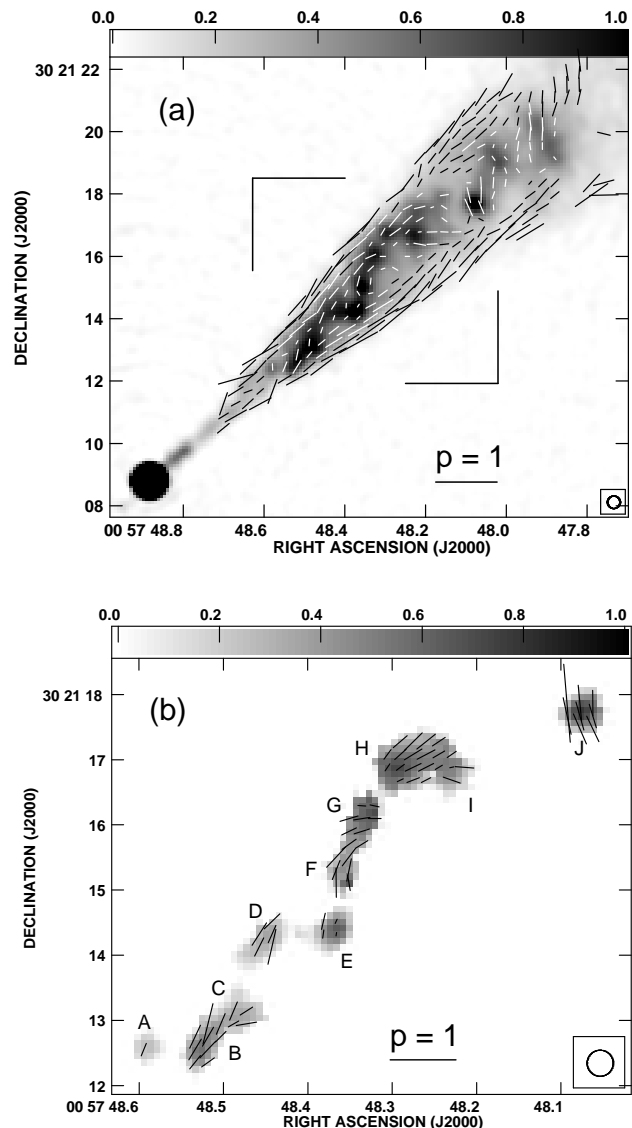 0.0 0.2 0.4 0.6 0.8 1.0
(a)
30 21 22
20
18
16
14
12
10
08
DECLINATION (J2000)
p = 1
00 57 48.8 48.6 48.4 48.2 48.0 47.8
RIGHT ASCENSION (J2000)
0.0 0.2 0.4 0.6 0.8 1.0
(b)
30 21 18
17
16
15
14
13
12
DECLINATION (J2000)
J
H
I
G
F
D
E
C
A
B
p = 1
00 57 48.6 48.5 48.4 48.3 48.2 48.1
RIGHT ASCENSION (J2000)